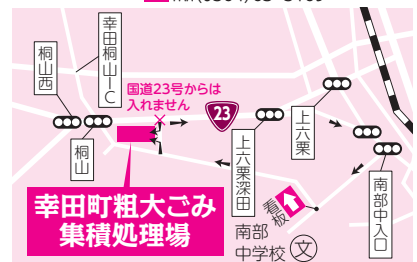 幸田桐山IC
桐山西
国道23号からは
入れません
23
桐山
上六栗深田
上六栗
南部中入口
看板
幸田町粗大ごみ
集積処理場
南部
中学校
文